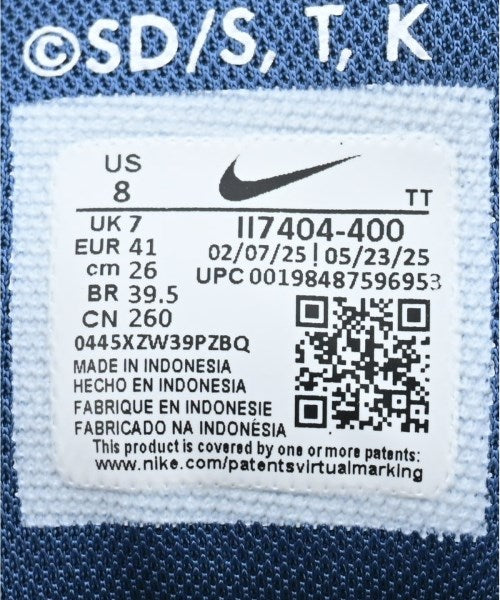 ©SD/S, T, K
US
8
TT
UK 7
II7404-400
EUR 41
02/07/25 | 05/23/25
cm 26
UPC 00198487596953
BR 39.5
CN 260
0445XZW39PZBQ
MADE IN INDONESIA
HECHO EN INDONESIA
FABRIQUE EN INDONESIE
FABRICADO NA INDONÉSIA
This product is covered by one or more patents:
www.nike.com/patentsvirtualmarking